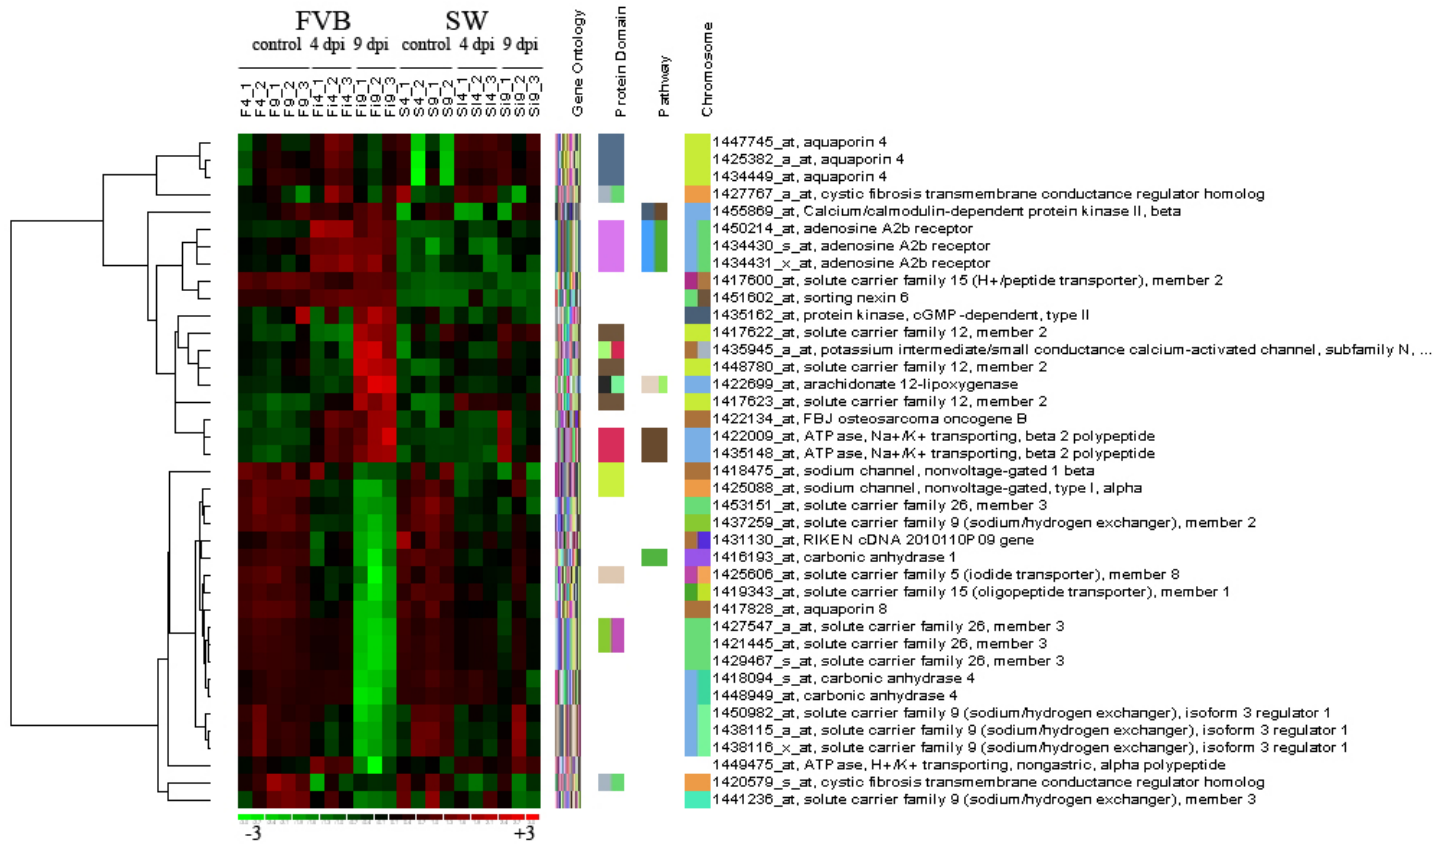 FVB SW
control 4 dpi 9 dpi control 4 dpi 9 dpi
F4_1
F4_2
F9_1
F9_2
F9_3
Fi4_1
Fi4_2
Fi4_3
Fi9_1
Fi9_2
Fi9_3
S4_1
S4_2
S9_1
S9_2
Si4_1
Si4_2
Si4_3
Si9_1
Si9_2
Si9_3
Gene Ontology
Protein Domain
Pathway
Chromosome
1447745_at, aquaporin 4
1425382_a_at, aquaporin 4
1434449_at, aquaporin 4
1427767_a_at, cystic fibrosis transmembrane conductance regulator homolog
1455869_at, Calcium/calmodulin-dependent protein kinase II, beta
1450214_at, adenosine A2b receptor
1434430_s_at, adenosine A2b receptor
1434431_x_at, adenosine A2b receptor
1417600_at, solute carrier family 15 (H+/peptide transporter), member 2
1451602_at, sorting nexin 6
1435162_at, protein kinase, cGMP-dependent, type II
1417622_at, solute carrier family 12, member 2
1435945_a_at, potassium intermediate/small conductance calcium-activated channel, subfamily N, ...
1448780_at, solute carrier family 12, member 2
1422699_at, arachidonate 12-lipoxygenase
1417623_at, solute carrier family 12, member 2
1422134_at, FBJ osteosarcoma oncogene B
1422009_at, ATPase, Na+/K+ transporting, beta 2 polypeptide
1435148_at, ATPase, Na+/K+ transporting, beta 2 polypeptide
1418475_at, sodium channel, nonvoltage-gated 1 beta
1425088_at, sodium channel, nonvoltage-gated, type I, alpha
1453151_at, solute carrier family 26, member 3
1437259_at, solute carrier family 9 (sodium/hydrogen exchanger), member 2
1431130_at, RIKEN cDNA 2010110P09 gene
1416193_at, carbonic anhydrase 1
1425606_at, solute carrier family 5 (iodide transporter), member 8
1419343_at, solute carrier family 15 (oligopeptide transporter), member 1
1417828_at, aquaporin 8
1427547_a_at, solute carrier family 26, member 3
1421445_at, solute carrier family 26, member 3
1429467_s_at, solute carrier family 26, member 3
1418094_s_at, carbonic anhydrase 4
1448949_at, carbonic anhydrase 4
1450982_at, solute carrier family 9 (sodium/hydrogen exchanger), isoform 3 regulator 1
1438115_a_at, solute carrier family 9 (sodium/hydrogen exchanger), isoform 3 regulator 1
1438116_x_at, solute carrier family 9 (sodium/hydrogen exchanger), isoform 3 regulator 1
1449475_at, ATPase, H+/K+ transporting, nongastric, alpha polypeptide
1420579_s_at, cystic fibrosis transmembrane conductance regulator homolog
1441236_at, solute carrier family 9 (sodium/hydrogen exchanger), member 3
-3 +3